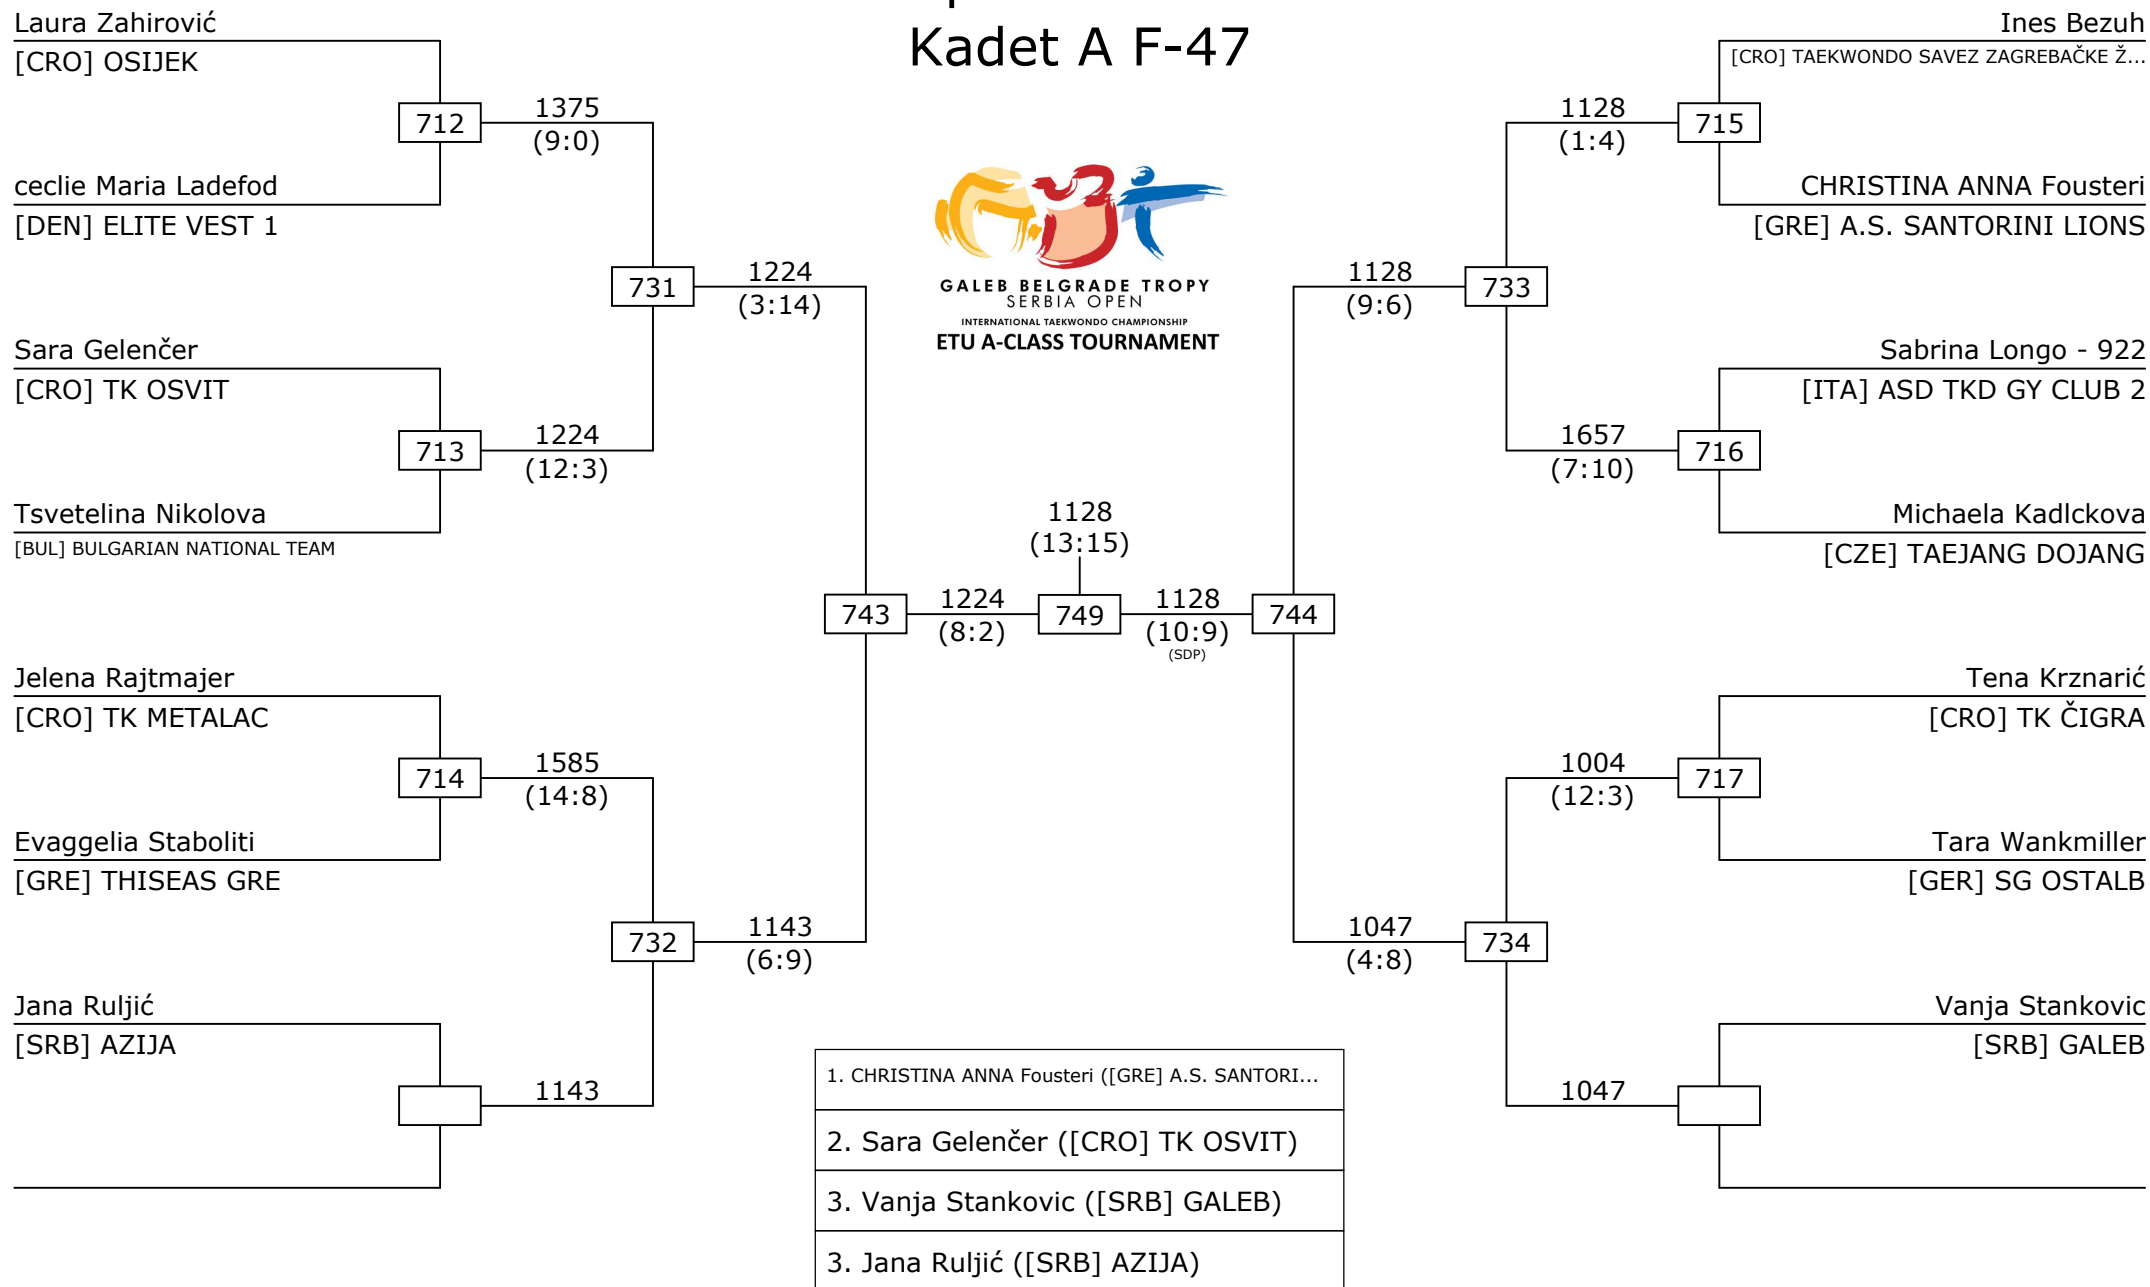 Kadet A F-47
Laura Zahirović
[CRO] OSIJEK
712
1375
(9:0)
ceclie Maria Ladefod
[DEN] ELITE VEST 1
731
1224
(3:14)
Sara Gelenčer
[CRO] TK OSVIT
713
1224
(12:3)
Tsvetelina Nikolova
[BUL] BULGARIAN NATIONAL TEAM
743
1224
(8:2)
Jelena Rajtmajer
[CRO] TK METALAC
714
1585
(14:8)
Evaggelia Staboliti
[GRE] THISEAS GRE
732
1143
(6:9)
Jana Ruljić
[SRB] AZIJA
1143
GALEB BELGRADE TROPY
SERBIA OPEN
INTERNATIONAL TAEKWONDO CHAMPIONSHIP
ETU A-CLASS TOURNAMENT
1128
(13:15)
749
Ines Bezuh
[CRO] TAEKWONDO SAVEZ ZAGREBAČKE Ž...
1128
(1:4)
715
CHRISTINA ANNA Fousteri
[GRE] A.S. SANTORINI LIONS
1128
(9:6)
733
Sabrina Longo - 922
[ITA] ASD TKD GY CLUB 2
1657
(7:10)
716
Michaela Kadlckova
[CZE] TAEJANG DOJANG
1128
(10:9)
(SDP)
744
Tena Krznarić
[CRO] TK ČIGRA
1004
(12:3)
717
Tara Wankmiller
[GER] SG OSTALB
1047
(4:8)
734
Vanja Stankovic
[SRB] GALEB
1047
1. CHRISTINA ANNA Fousteri ([GRE] A.S. SANTORI...
2. Sara Gelenčer ([CRO] TK OSVIT)
3. Vanja Stankovic ([SRB] GALEB)
3. Jana Ruljić ([SRB] AZIJA)